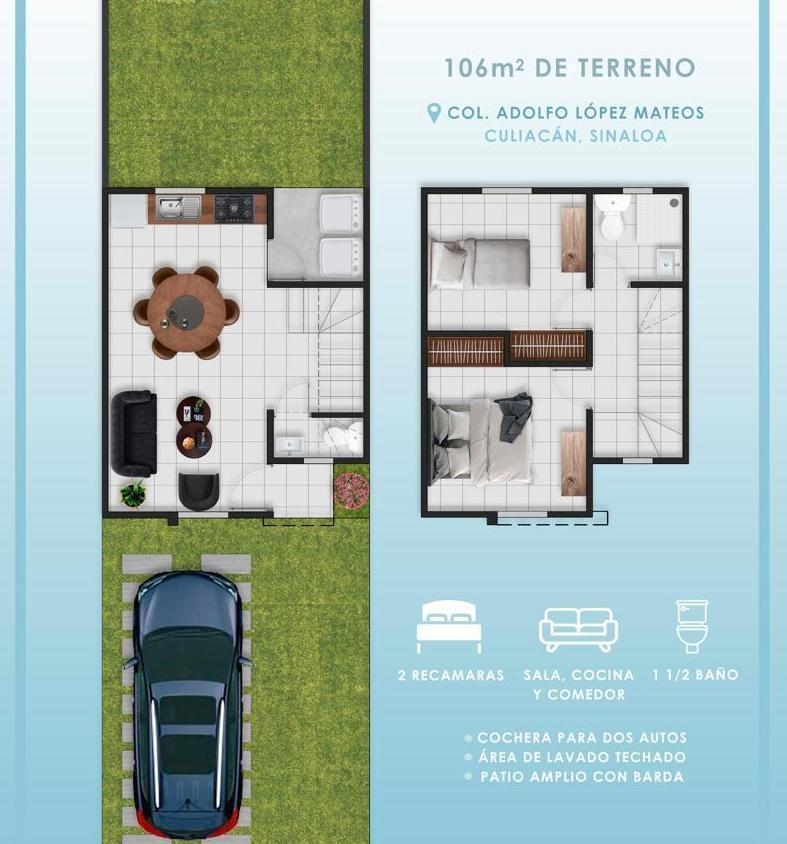 106m² DE TERRENO
COL. ADOLFO LÓPEZ MATEOS
CULIACÁN, SINALOA
2 RECAMARAS
SALA, COCINA
Y COMEDOR
1 1/2 BAÑO
COCHERA PARA DOS AUTOS
ÁREA DE LAVADO TECHADO
PATIO AMPLIO CON BARDA